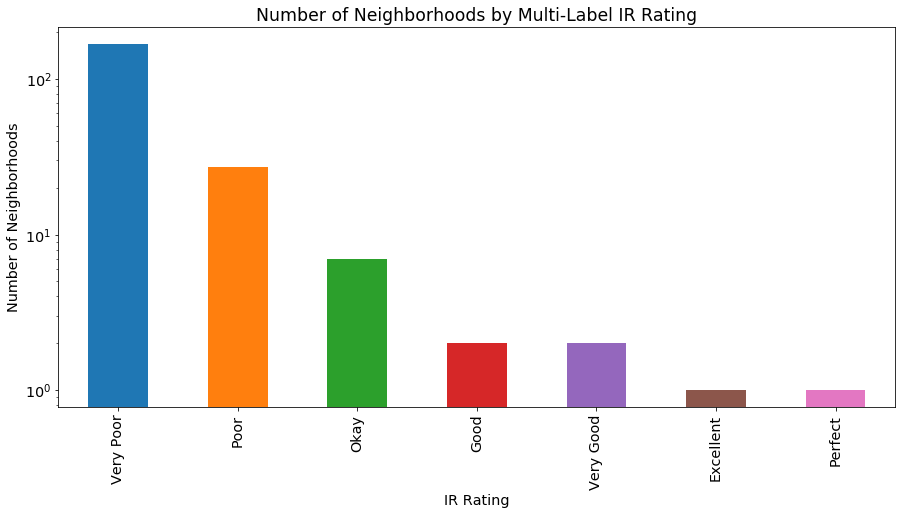 Number of Neighborhoods by Multi-Label IR Rating
Number of Neighborhoods
10²
10¹
10⁰
Very Poor
Poor
Okay
Good
Very Good
Excellent
Perfect
IR Rating